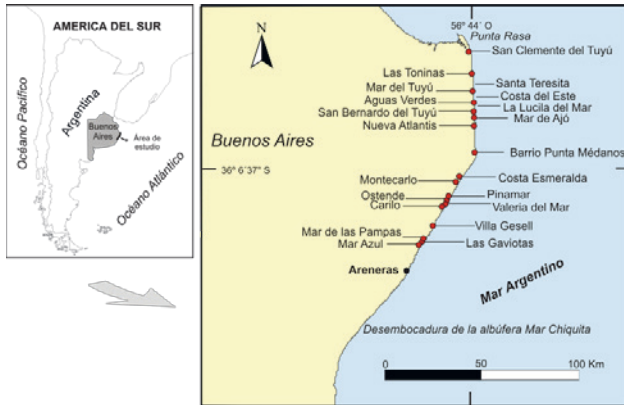 AMERICA DEL SUR
Océano Pacífico
Argentina
Buenos
Aires
Área de
estudio
Océano Atlántico
56° 44´ O
Punta Rasa
San Clemente del Tuyú
Las Toninas
Santa Teresita
Mar del Tuyú
Costa del Este
Aguas Verdes
La Lucila del Mar
San Bernardo del Tuyú
Mar de Ajó
Nueva Atlantis
Buenos Aires
Barrio Punta Médanos
36° 6´37" S
Costa Esmeralda
Montecarlo
Ostende
Pinamar
Carilo
Valeria del Mar
Villa Gesell
Mar de las Pampas
Las Gaviotas
Mar Azul
Areneras
Mar Argentino
Desembocadura de la albúfera Mar Chiquita
0 50 100 Km
N